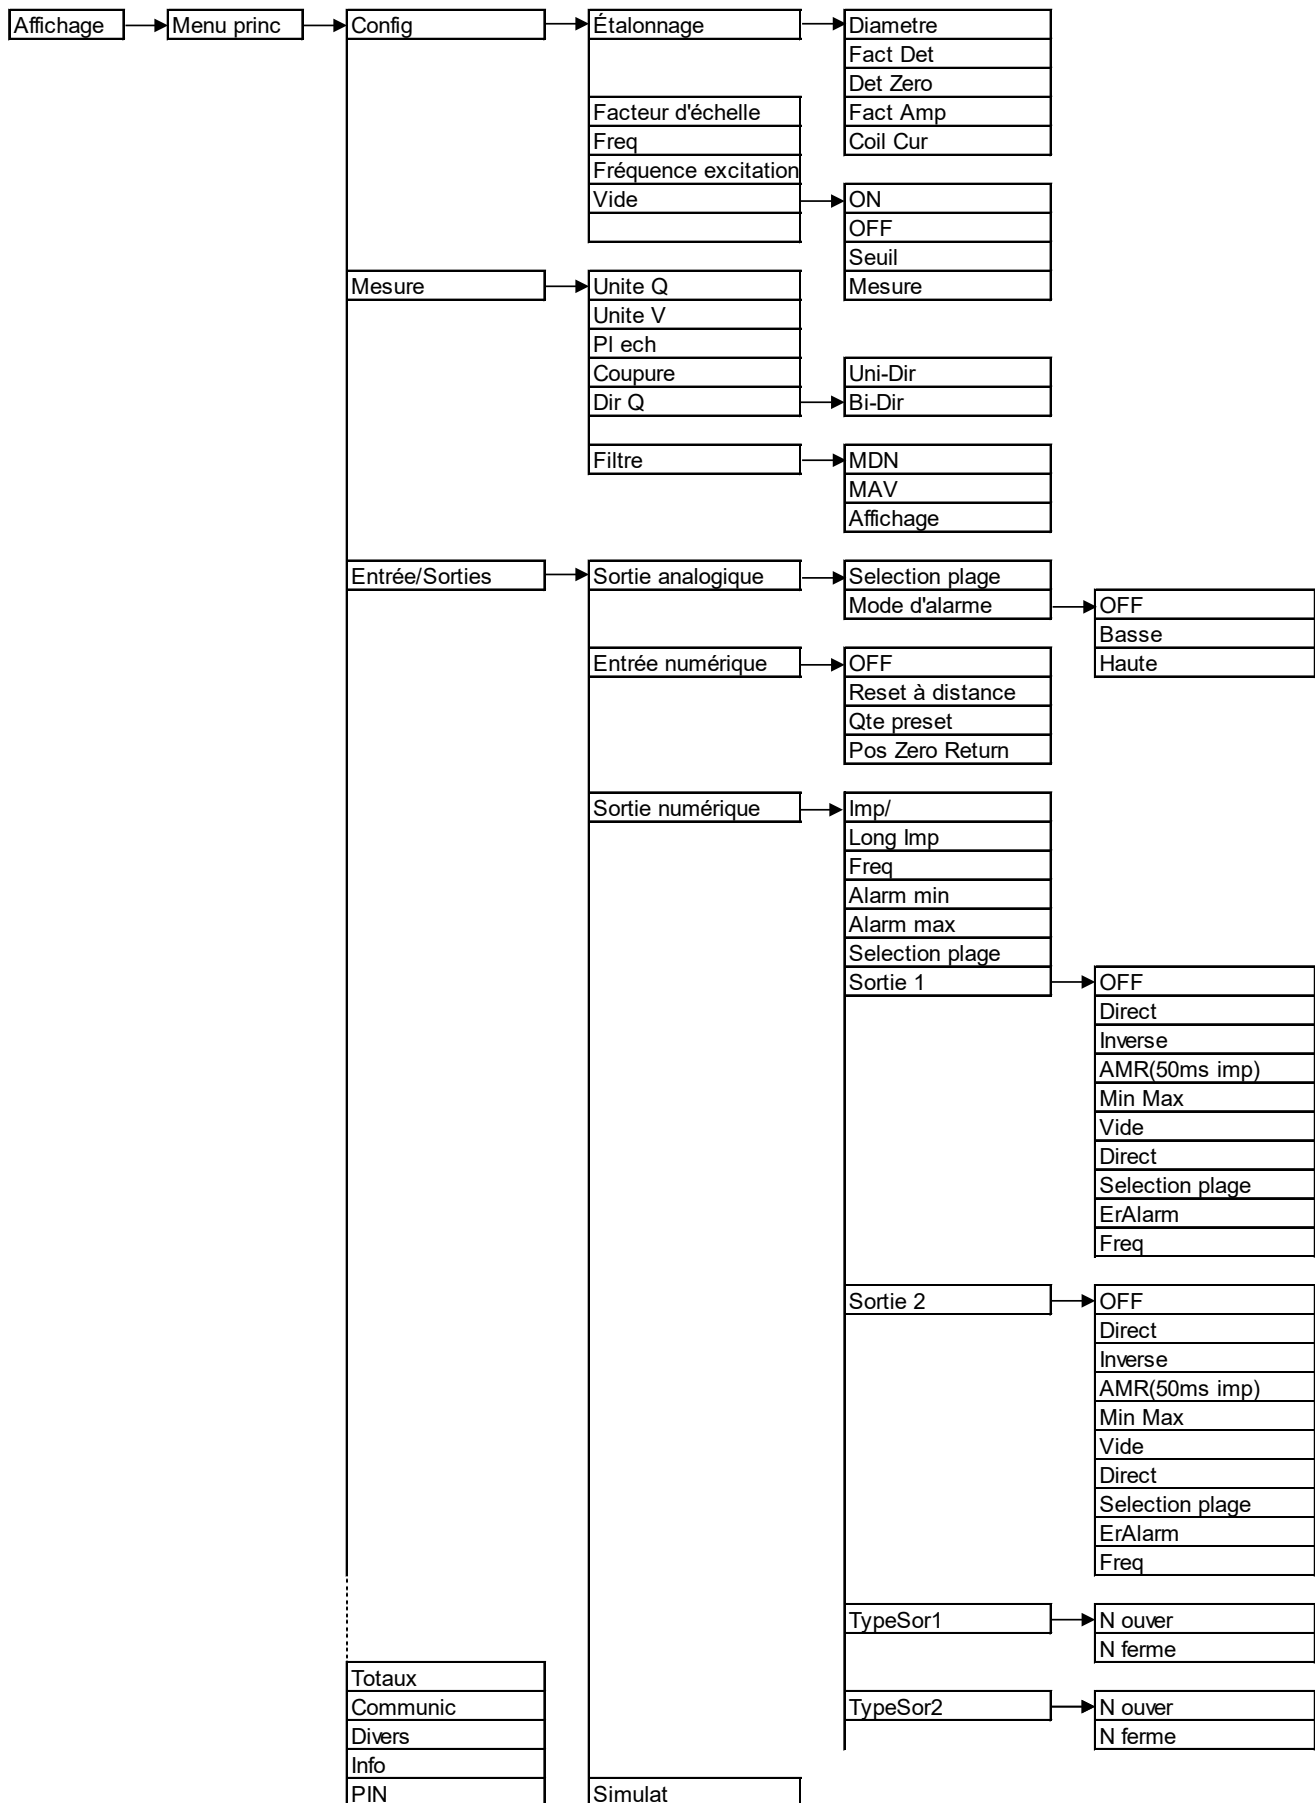 Affichage
Menu princ
Config
Étalonnage
Diametre
Fact Det
Det Zero
Facteur d'échelle
Fact Amp
Freq
Coil Cur
Fréquence excitation
Vide
ON
OFF
Seuil
Mesure
Unite Q
Mesure
Unite V
Pl ech
Coupure
Uni-Dir
Dir Q
Bi-Dir
Filtre
MDN
MAV
Affichage
Entrée/Sorties
Sortie analogique
Selection plage
Mode d'alarme
OFF
Basse
Haute
Entrée numérique
OFF
Reset à distance
Qte preset
Pos Zero Return
Sortie numérique
Imp/
Long Imp
Freq
Alarm min
Alarm max
Selection plage
Sortie 1
OFF
Direct
Inverse
AMR(50ms imp)
Min Max
Vide
Direct
Selection plage
ErAlarm
Freq
Sortie 2
OFF
Direct
Inverse
AMR(50ms imp)
Min Max
Vide
Direct
Selection plage
ErAlarm
Freq
TypeSor1
N ouver
N ferme
Totaux
Communic
Divers
Info
PIN
TypeSor2
N ouver
N ferme
Simulat